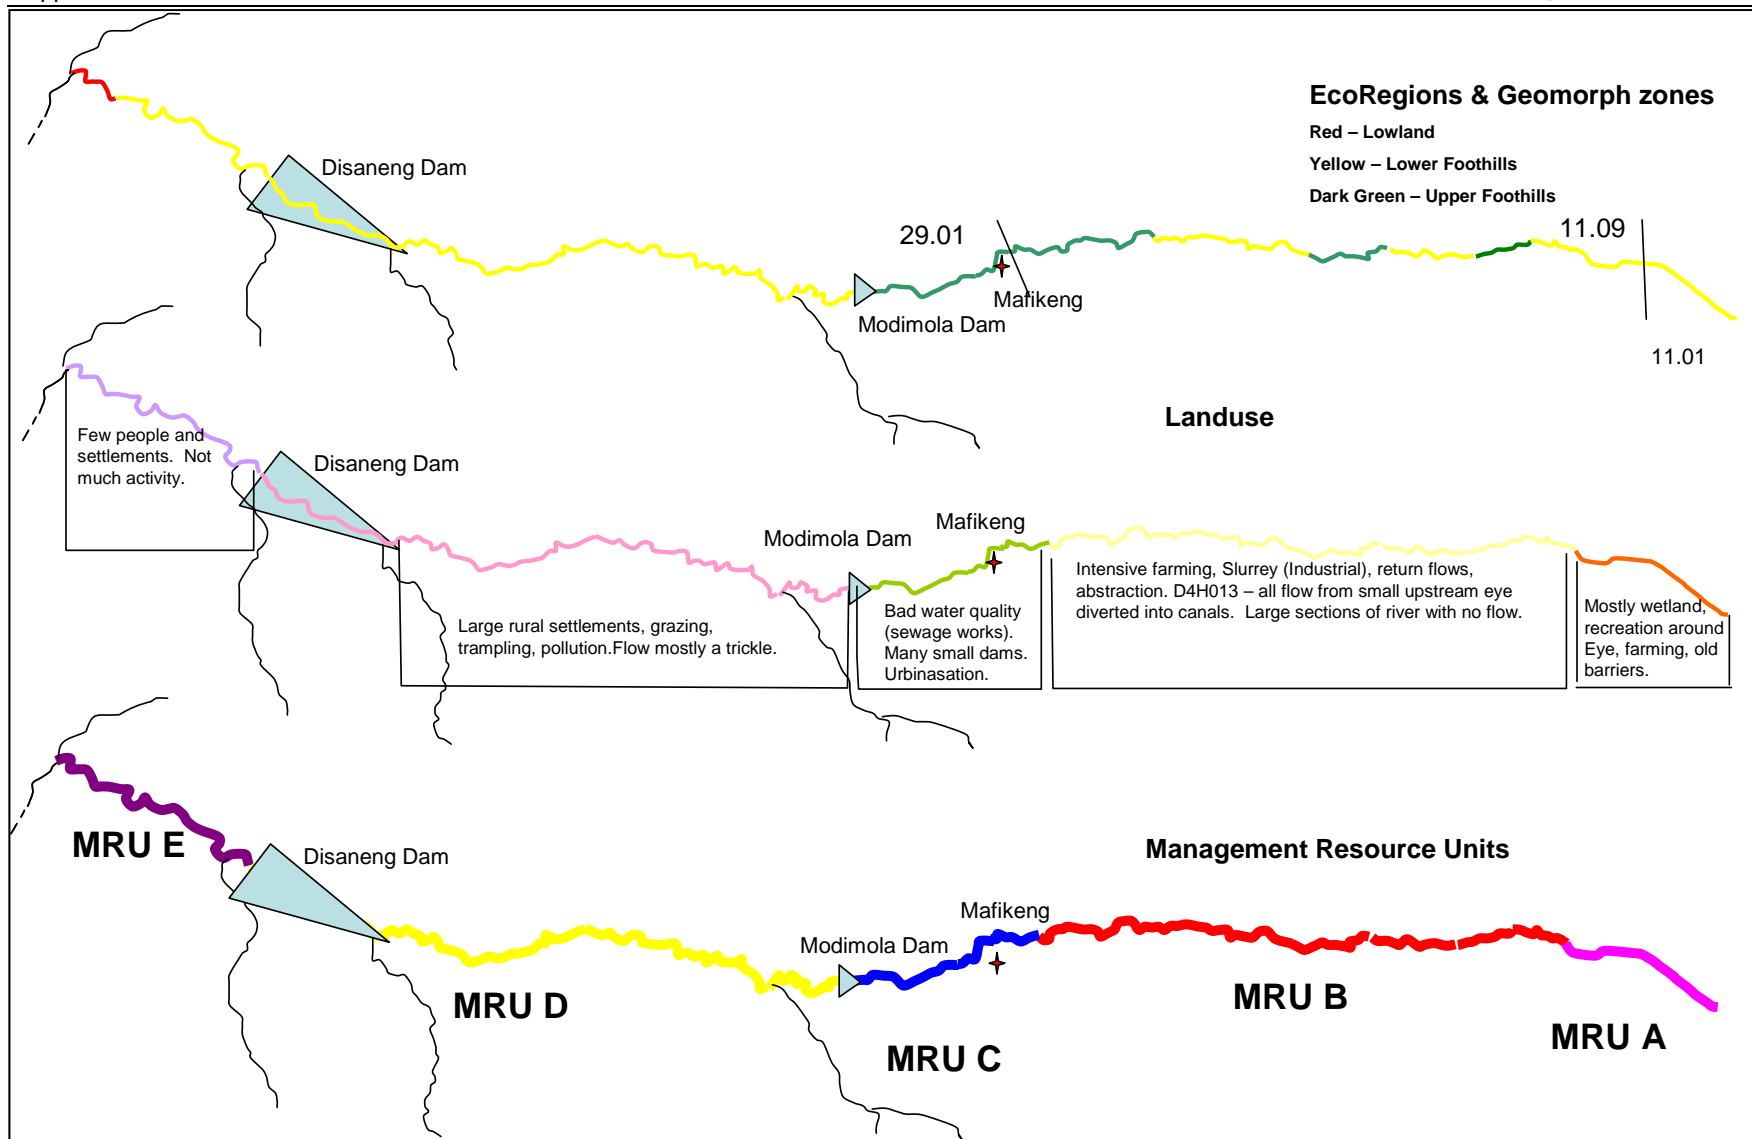 EcoRegions & Geomorph zones
Red – Lowland
Yellow – Lower Foothills
Dark Green – Upper Foothills
Disaneng Dam
29.01
11.09
Mafikeng
Modimola Dam
11.01
Landuse
Few people and
settlements. Not
much activity.
Disaneng Dam
Mafikeng
Modimola Dam
Large rural settlements, grazing,
trampling, pollution.Flow mostly a trickle.
Bad water quality
(sewage works).
Many small dams.
Urbinasation.
Intensive farming, Slurrey (Industrial), return flows,
abstraction. D4H013 – all flow from small upstream eye
diverted into canals. Large sections of river with no flow.
Mostly wetland,
recreation around
Eye, farming, old
barriers.
Management Resource Units
MRU E
Disaneng Dam
Mafikeng
Modimola Dam
MRU D
MRU C
MRU B
MRU A